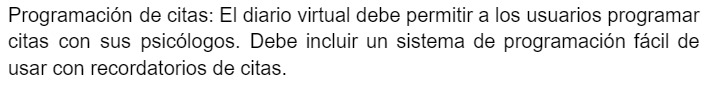 Programación de citas: El diario virtual debe permitir a los usuarios programar
citas con sus psicólogos. Debe incluir un sistema de programación fácil de
usar con recordatorios de citas.